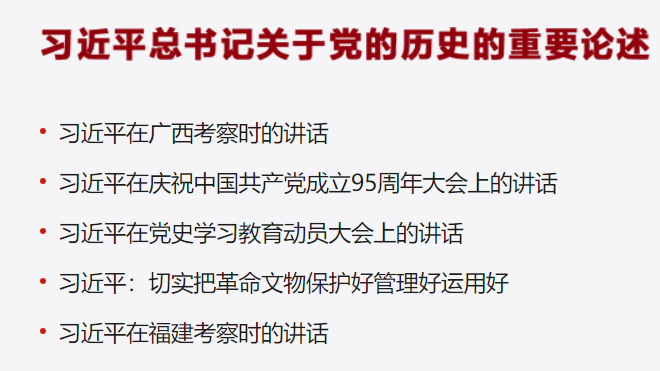 习近平总书记关于党的历史的重要论述
• 习近平在广西考察时的讲话
• 习近平在庆祝中国共产党成立95周年大会上的讲话
• 习近平在党史学习教育动员大会上的讲话
• 习近平：切实把革命文物保护好管理好运用好
• 习近平在福建考察时的讲话